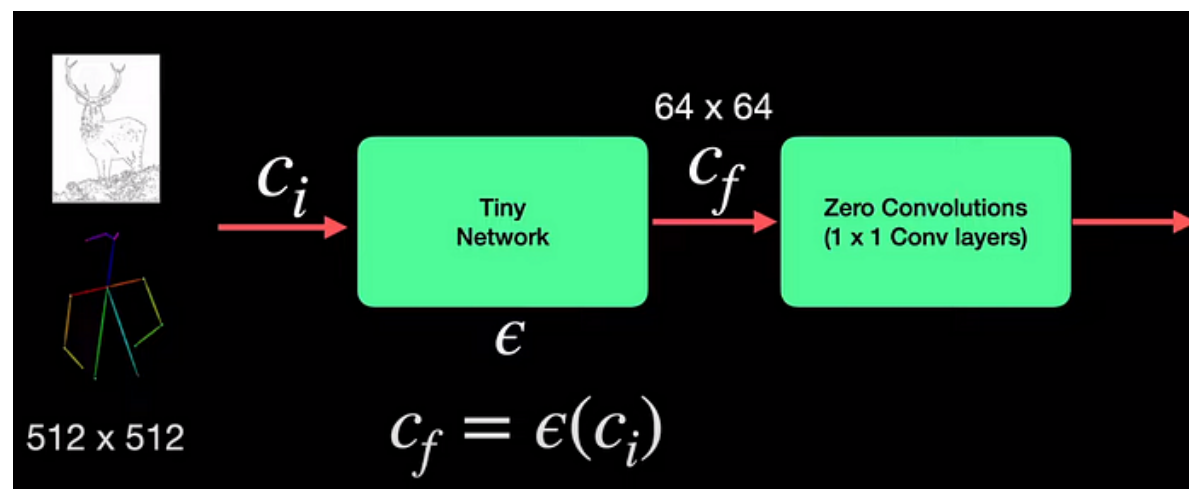 64 x 64
c_i
c_f
Tiny
Network
Zero Convolutions
(1 x 1 Conv layers)
ϵ
512 x 512
c_f = ϵ(c_i)